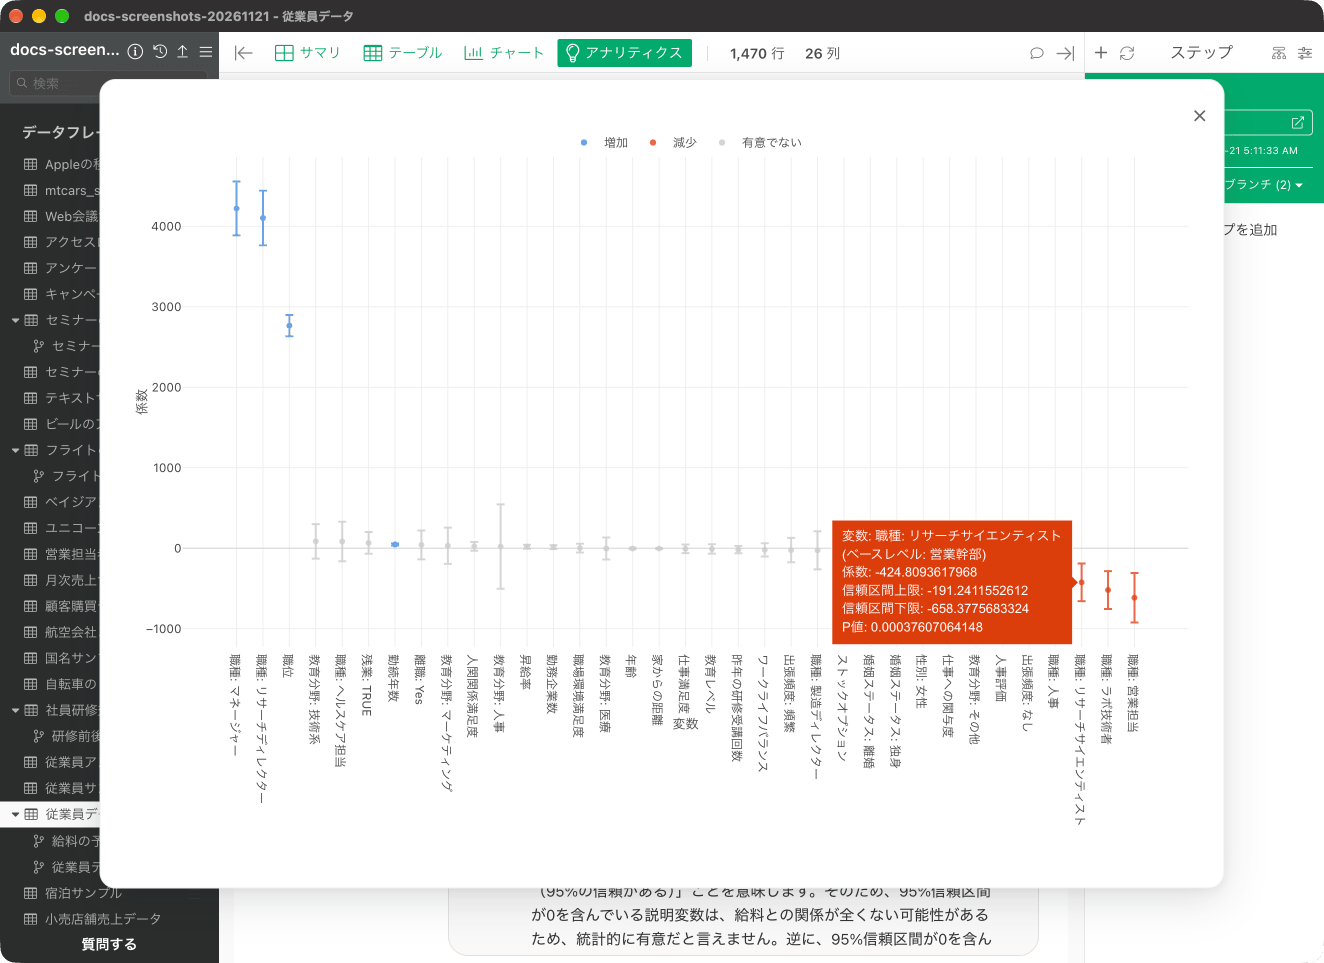 docs-screenshots-20261121 - 従業員データ
docs-screen...
サマリ
テーブル
チャート
アナリティクス
1,470 行
26 列
ステップ
検索
データフレー
Appleの
mtcars_s
Web会議
アクセス
アンケー
キャンペ
セミナー
セミナー
セミナー
テキスト
ビールの
フライト
フライト
ベイジア
ユニコー
営業担当
月次売上
顧客購買
航空会社
国名サン
自転車の
社員研修
研修前後
従業員ア
従業員サ
従業員デ
給料の予
従業員デ
宿泊サンプル
小売店舗売上データ
質問する
-21 5:11:33 AM
ブランチ (2)
プを追加
増加
減少
有意でない
係数
4000
3000
2000
1000
0
−1000
変数: 職種: リサーチサイエンティスト
(ベースレベル: 営業幹部)
係数: -424.8093617968
信頼区間上限: -191.2411552612
信頼区間下限: -658.3775683324
P値: 0.00037607064148
職種: マネージャー
職種: リサーチディレクター
職位
教育分野: 技術系
職種: ヘルスケア担当
残業: TRUE
勤続年数
離職: Yes
教育分野: マーケティング
人間関係満足度
教育分野: 人事
昇給率
勤務企業数
職場環境満足度
教育分野: 医療
年齢
家からの距離
仕事満足度
教育レベル
昨年の研修受講回数
ワークライフバランス
出張頻度: 頻繁
職種: 製造ディレクター
ストックオプション
婚姻ステータス: 離婚
婚姻ステータス: 独身
性別: 女性
仕事への関与度
教育分野: その他
人事評価
出張頻度: なし
職種: 人事
職種: リサーチサイエンティスト
職種: ラボ技術者
職種: 営業担当
変数
（95%の信頼がある）」ことを意味します。そのため、95%信頼区間
が0を含んでいる説明変数は、給料との関係が全くない可能性がある
ため、統計的に有意だと言えません。逆に、95%信頼区間が0を含ん